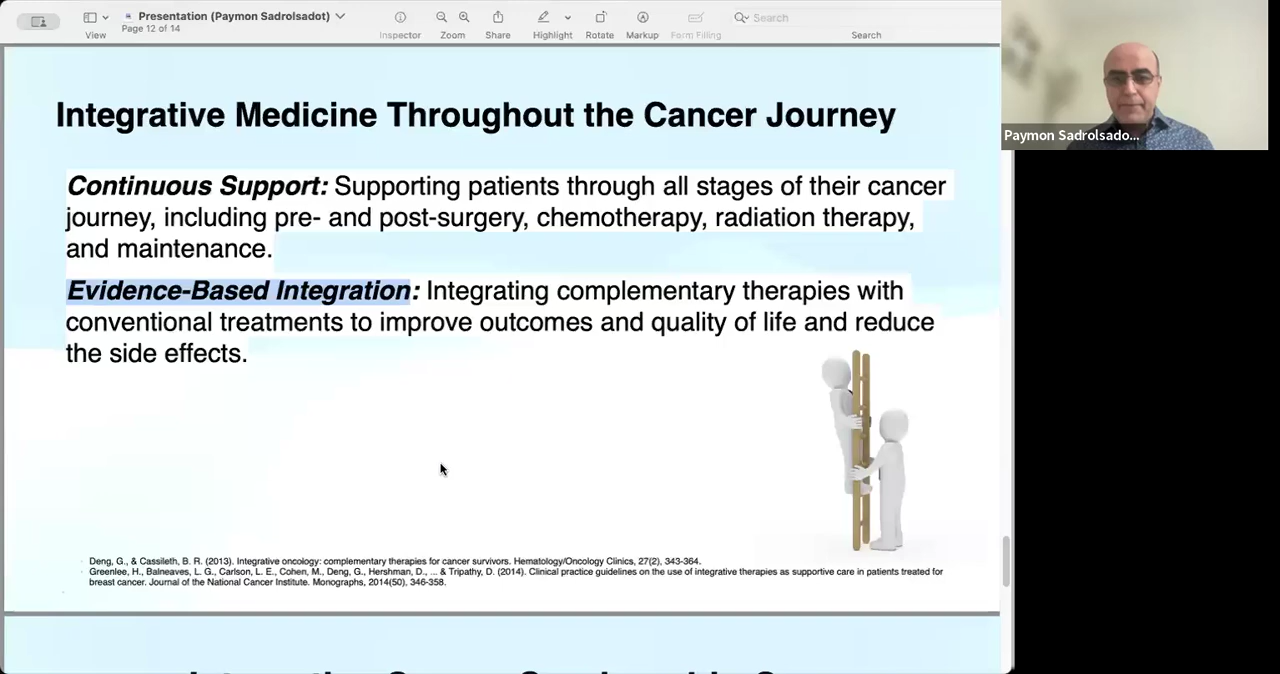 Presentation (Paymon Sadrolsadot)
Page 12 of 14
View
Inspector
Zoom
Share
Highlight
Rotate
Markup
Form Filling
Search
Search
Paymon Sadrolsado...
Integrative Medicine Throughout the Cancer Journey
Continuous Support: Supporting patients through all stages of their cancer
journey, including pre- and post-surgery, chemotherapy, radiation therapy,
and maintenance.
Evidence-Based Integration: Integrating complementary therapies with
conventional treatments to improve outcomes and quality of life and reduce
the side effects.
Deng, G., & Cassileth, B. R. (2013). Integrative oncology: complementary therapies for cancer survivors. Hematology/Oncology Clinics, 27(2), 343-364.
Greenlee, H., Balneaves, L. G., Carlson, L. E., Cohen, M., Deng, G., Hershman, D., ... & Tripathy, D. (2014). Clinical practice guidelines on the use of integrative therapies as supportive care in patients treated for
breast cancer. Journal of the National Cancer Institute. Monographs, 2014(50), 346-358.